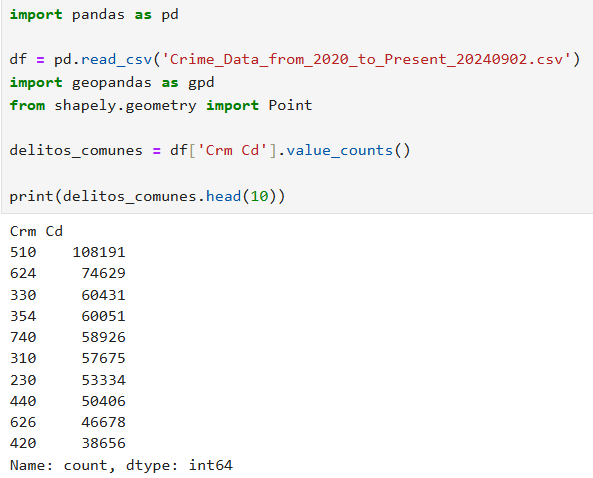 import pandas as pd
df = pd.read_csv('Crime_Data_from_2020_to_Present_20240902.csv')
import geopandas as gpd
from shapely.geometry import Point
delitos_comunes = df['Crm Cd'].value_counts()
print(delitos_comunes.head(10))
Crm Cd
510    108191
624     74629
330     60431
354     60051
740     58926
310     57675
230     53334
440     50406
626     46678
420     38656
Name: count, dtype: int64